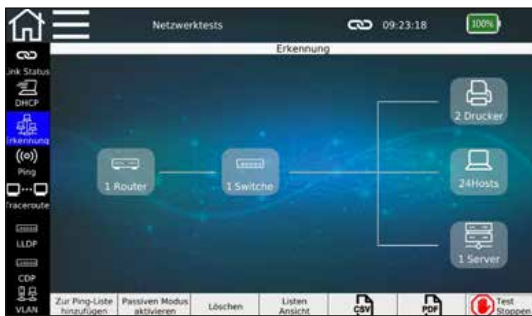 Netzwerktests
09:23:18
100%
Erkennung
Link Status
DHCP
Erkennung
Ping
Traceroute
LLDP
CDP
VLAN
1 Router
1 Switche
2 Drucker
24Hosts
1 Server
Zur Ping-Liste
hinzufügen
Passiven Modus
aktivieren
Löschen
Listen
Ansicht
CSV
PDF
Test
Stoppen